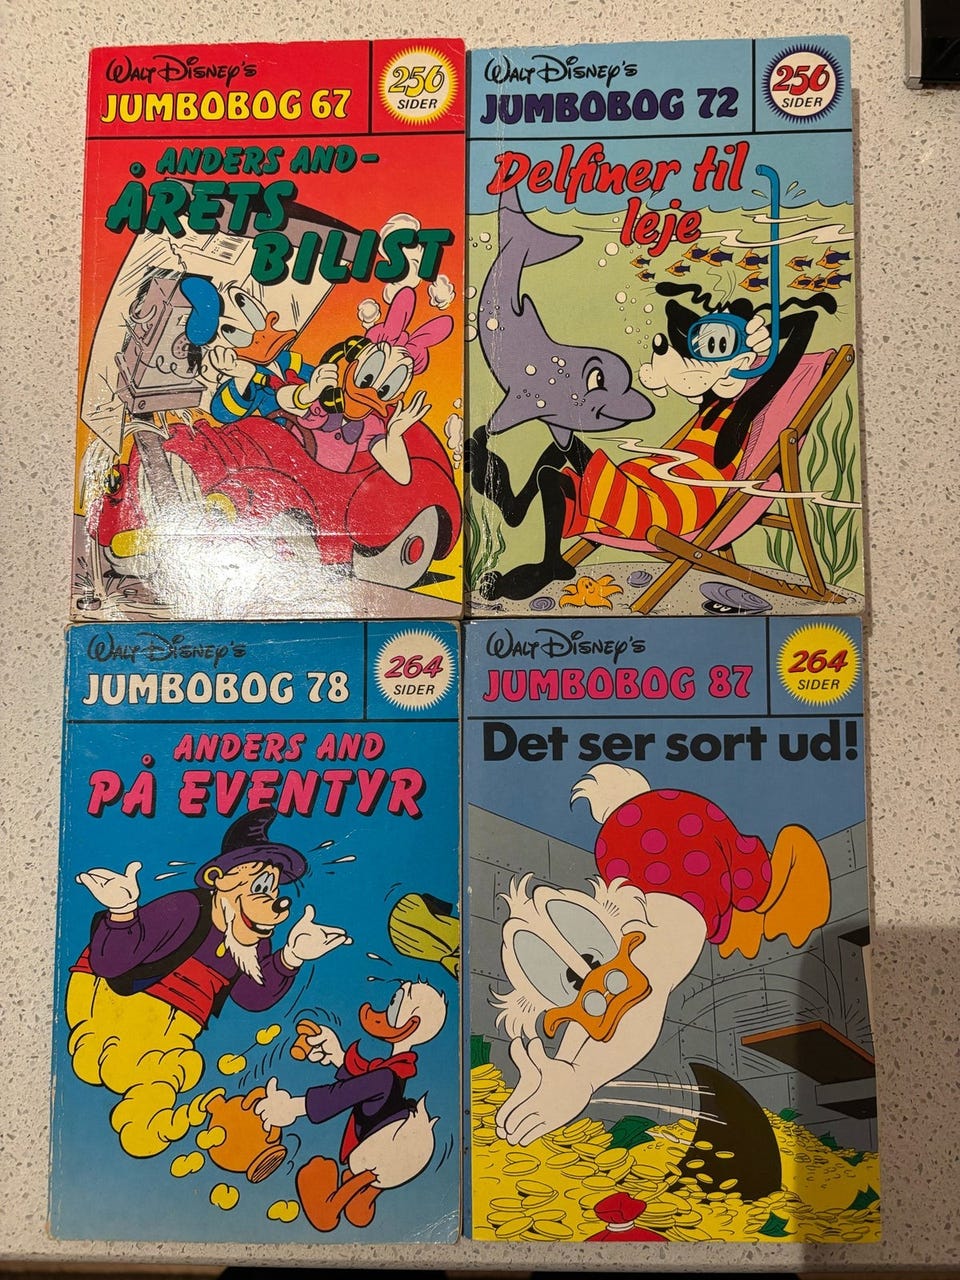 WALT DISNEY'S
JUMBOBOG 67
256
SIDER
ANDERS AND-
ÅRETS
BILIST
WALT DISNEY'S
JUMBOBOG 72
256
SIDER
Delfiner til
leje
WALT DISNEY'S
JUMBOBOG 78
264
SIDER
ANDERS AND
PÅ EVENTYR
WALT DISNEY'S
JUMBOBOG 87
264
SIDER
Det ser sort ud!